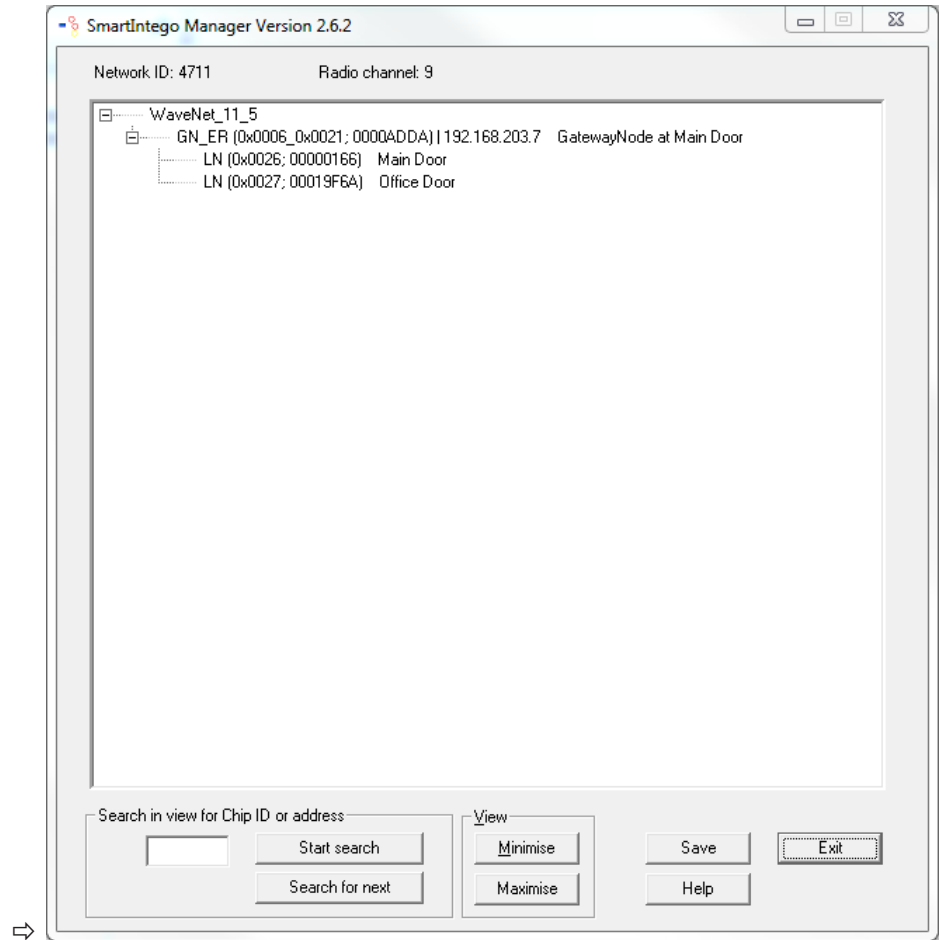 SmartIntego Manager Version 2.6.2
Network ID: 4711 Radio channel: 9
WaveNet_11_5
GN_ER (0x0006_0x0021; 0000ADDA) | 192.168.203.7 GatewayNode at Main Door
LN (0x0026; 00000166) Main Door
LN (0x0027; 00019F6A) Office Door
Search in view for Chip ID or address
Start search
Search for next
View
Minimise
Maximise
Save
Help
Exit